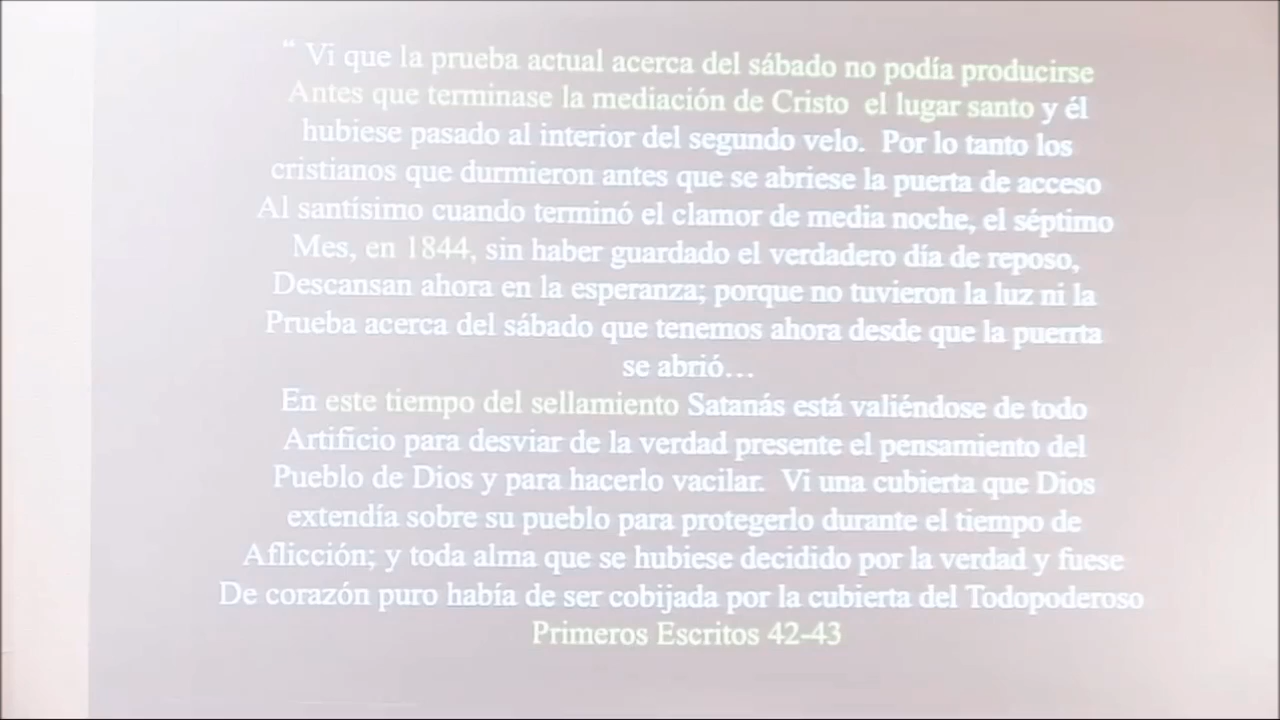 “ Vi que la prueba actual acerca del sábado no podía producirse
Antes que terminase la mediación de Cristo el lugar santo y él
hubiese pasado al interior del segundo velo. Por lo tanto los
cristianos que durmieron antes que se abriese la puerta de acceso
Al santísimo cuando terminó el clamor de media noche, el séptimo
Mes, en 1844, sin haber guardado el verdadero día de reposo,
Descansan ahora en la esperanza; porque no tuvieron la luz ni la
Prueba acerca del sábado que tenemos ahora desde que la puerrta
se abrió…
En este tiempo del sellamiento Satanás está valiéndose de todo
Artificio para desviar de la verdad presente el pensamiento del
Pueblo de Dios y para hacerlo vacilar. Vi una cubierta que Dios
extendía sobre su pueblo para protegerlo durante el tiempo de
Aflicción; y toda alma que se hubiese decidido por la verdad y fuese
De corazón puro había de ser cobijada por la cubierta del Todopoderoso
Primeros Escritos 42-43